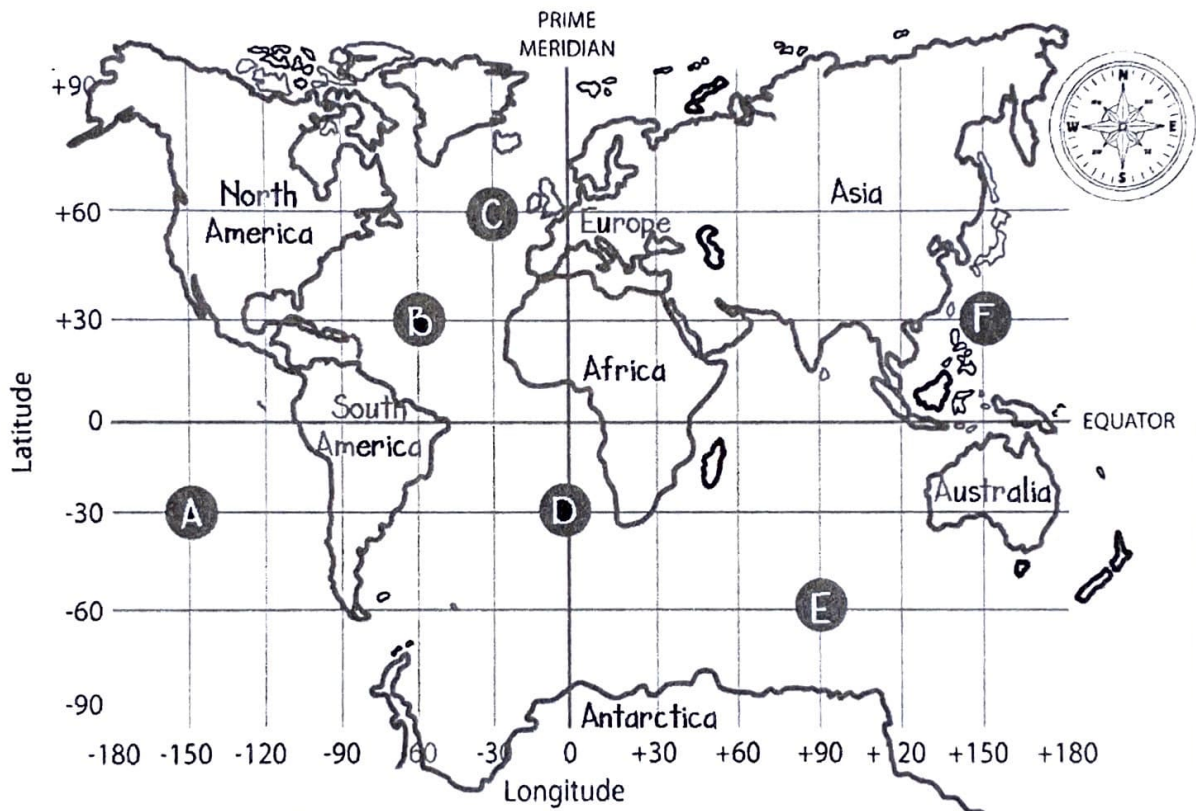 PRIME
MERIDIAN
+90
N
W
E
S
North
America
Asia
+60
C
Europe
+30
B
F
Africa
Latitude
South
America
0
EQUATOR
Australia
-30
A
D
-60
E
-90
Antarctica
-180 -150 -120 -90 -60 -30 0 +30 +60 +90 +120 +150 +180
Longitude